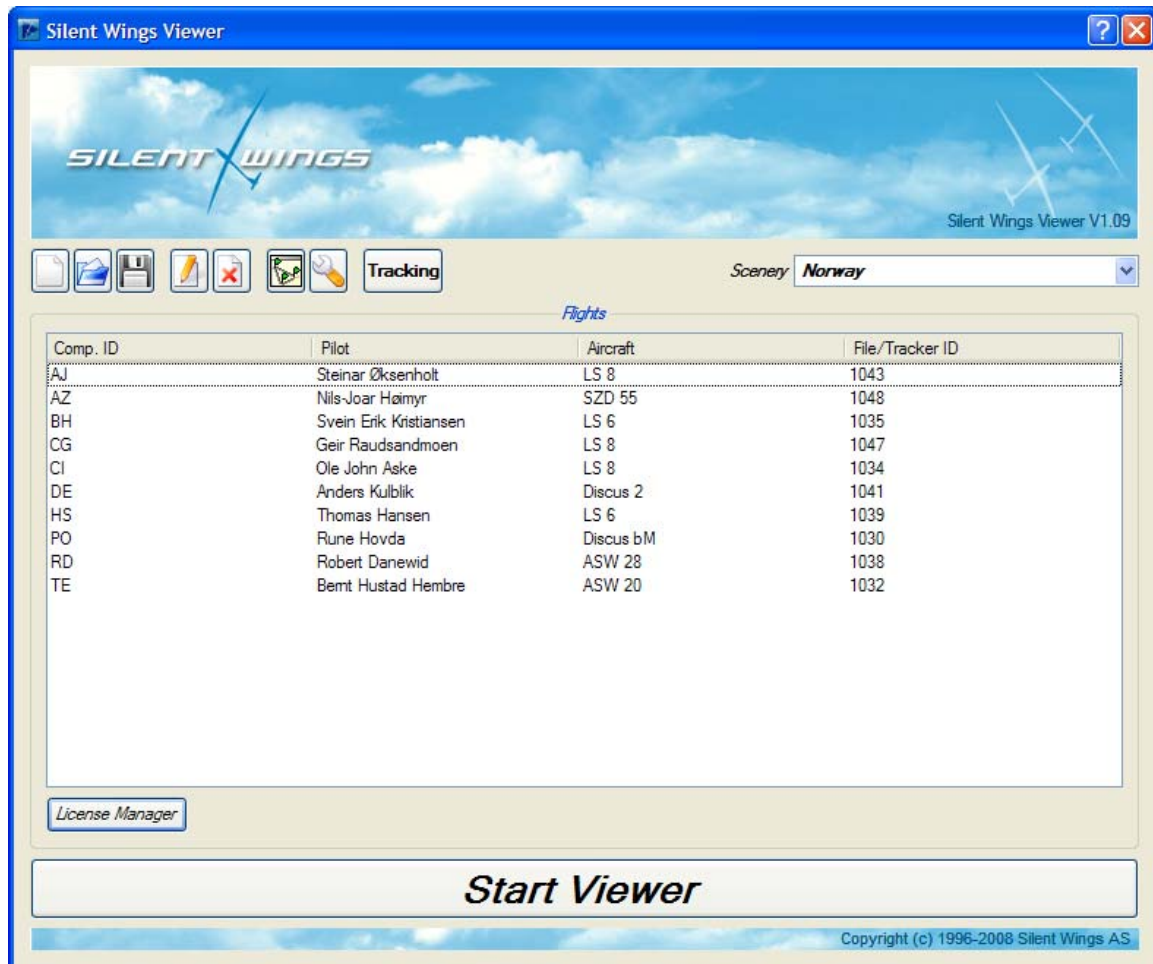 Silent Wings Viewer
SILENT WINGS
Silent Wings Viewer V1.09
Tracking
Scenery Norway
Flights
Comp. ID Pilot Aircraft File/Tracker ID
AJ Steinar Øksenholt LS 8 1043
AZ Nils-Joar Høimyr SZD 55 1048
BH Svein Erik Kristiansen LS 6 1035
CG Geir Raudsandmoen LS 8 1047
CI Ole John Aske LS 8 1034
DE Anders Kulblik Discus 2 1041
HS Thomas Hansen LS 6 1039
PO Rune Hovda Discus bM 1030
RD Robert Danewid ASW 28 1038
TE Bernt Hustad Hembre ASW 20 1032
License Manager
Start Viewer
Copyright (c) 1996-2008 Silent Wings AS